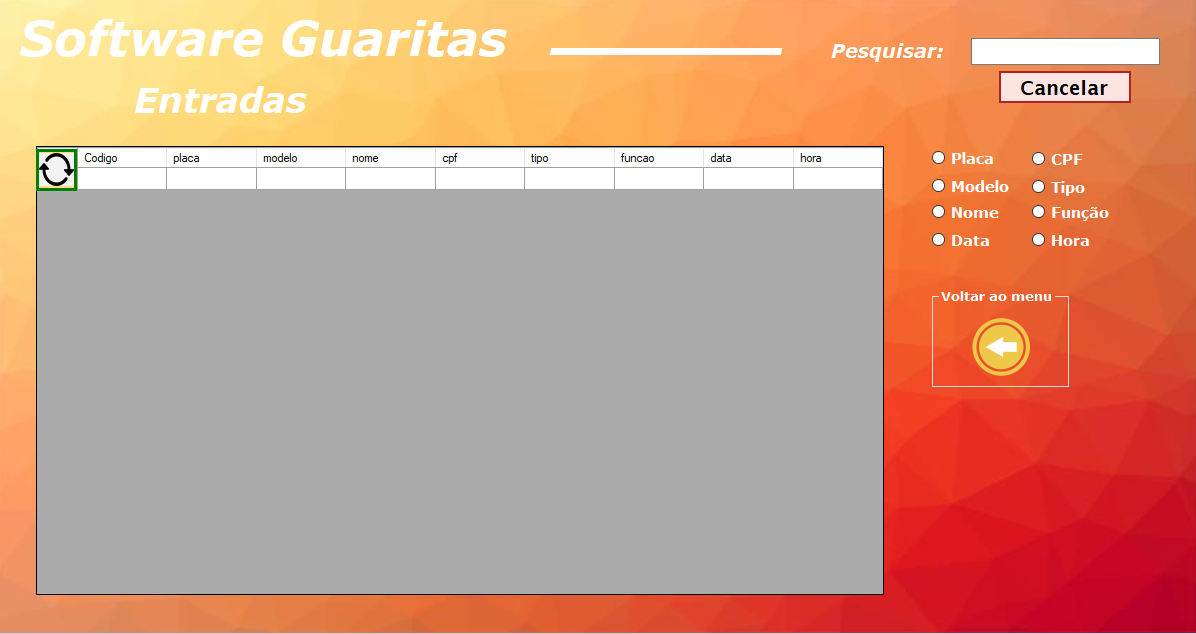 Software Guaritas
Pesquisar:
Cancelar
Entradas
Codigo placa modelo nome cpf tipo funcao data hora
Placa CPF
Modelo Tipo
Nome Função
Data Hora
Voltar ao menu